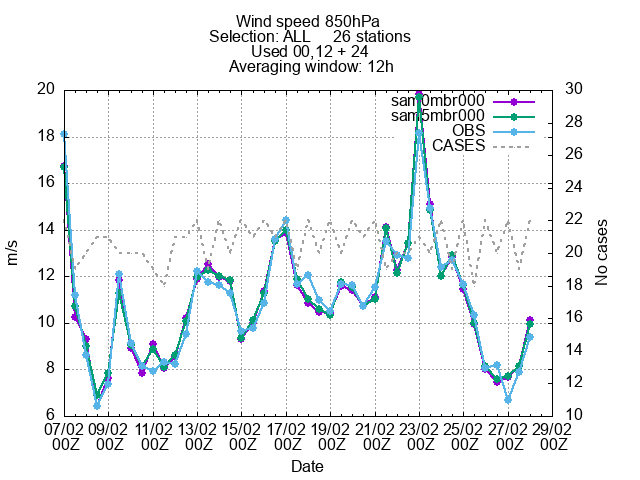 Wind speed 850hPa
Selection: ALL 26 stations
Used 00,12 + 24
Averaging window: 12h
sam0mbr000
sam5mbr000
OBS
CASES
m/s
20
18
16
14
12
10
8
6
No cases
30
28
26
24
22
20
18
16
14
12
10
07/02 09/02 11/02 13/02 15/02 17/02 19/02 21/02 23/02 25/02 27/02 29/02
00Z 00Z 00Z 00Z 00Z 00Z 00Z 00Z 00Z 00Z 00Z 00Z
Date